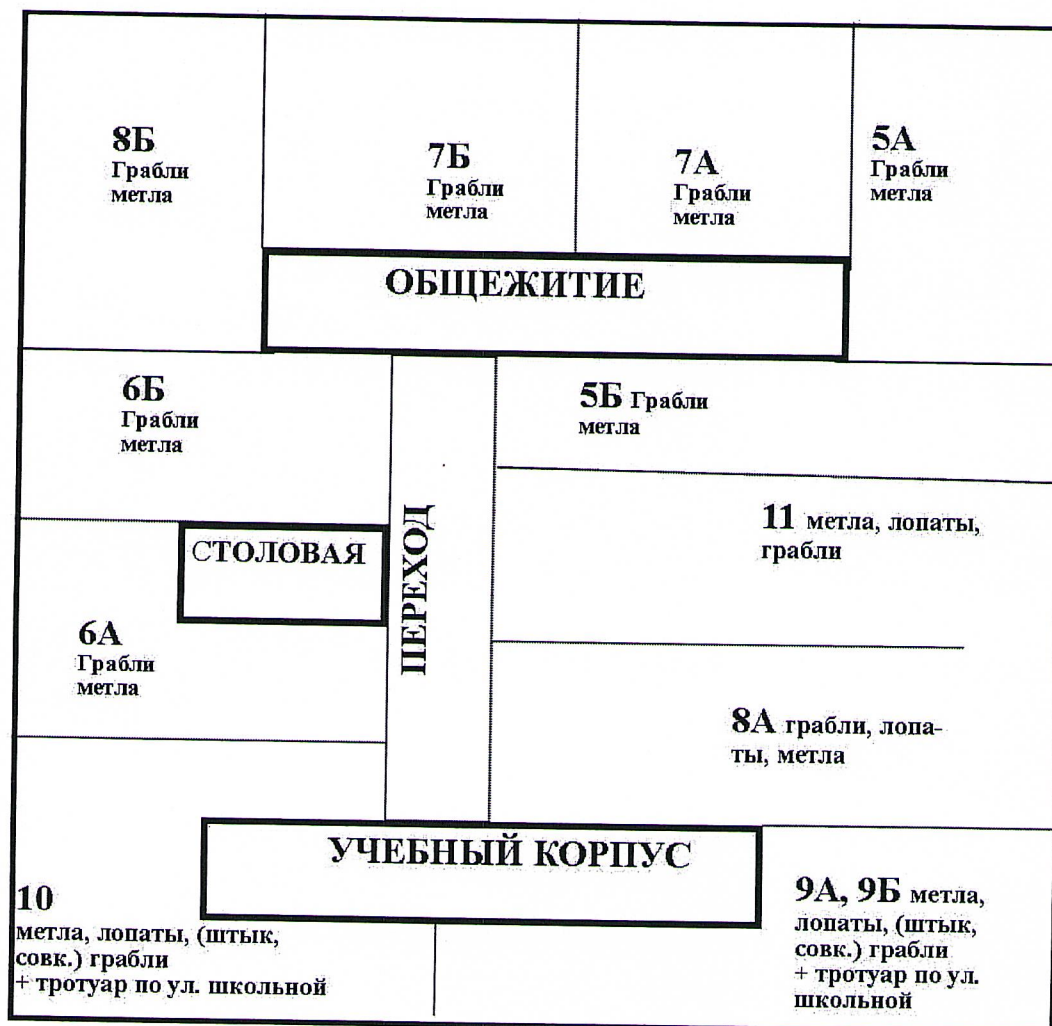 8Б
Грабли
метла
7Б
Грабли
метла
7А
Грабли
метла
5А
Грабли
метла
ОБЩЕЖИТИЕ
6Б
Грабли
метла
5Б Грабли
метла
СТОЛОВАЯ
ПЕРЕХОД
11 метла, лопаты,
грабли
6А
Грабли
метла
8А грабли, лопа-
ты, метла
УЧЕБНЫЙ КОРПУС
10
метла, лопаты, (штык,
совк.) грабли
+ тротуар по ул. школьной
9А, 9Б метла,
лопаты, (штык,
совк.) грабли
+ тротуар по ул.
школьной